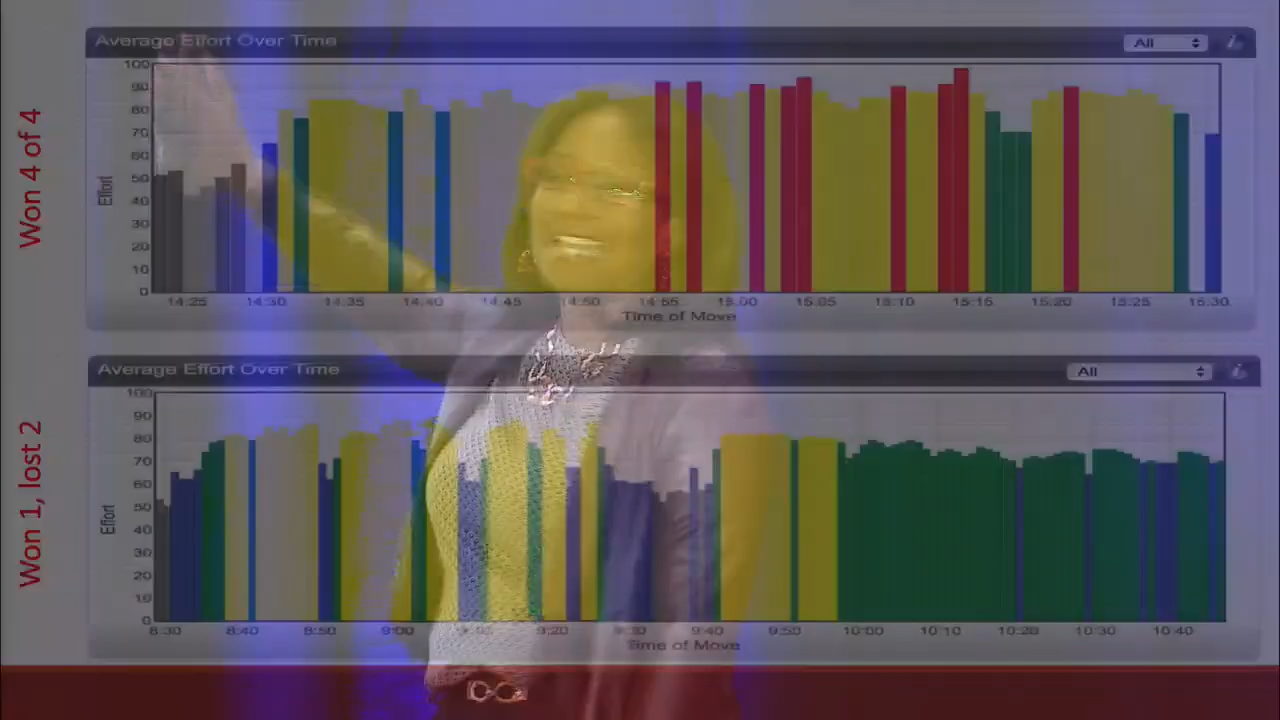 Average Effort Over Time
All
Won 4 of 4
Effort
100
90
80
70
60
50
40
30
20
10
0
14:25 14:30 14:35 14:40 14:45 14:50 14:55 15:00 15:05 15:10 15:15 15:20 15:25 15:30
Time of Move
Average Effort Over Time
All
Won 1, lost 2
Effort
100
90
80
70
60
50
40
30
20
10
0
8:30 8:40 8:50 9:00 9:10 9:20 9:30 9:40 9:50 10:00 10:10 10:20 10:30 10:40
Time of Move